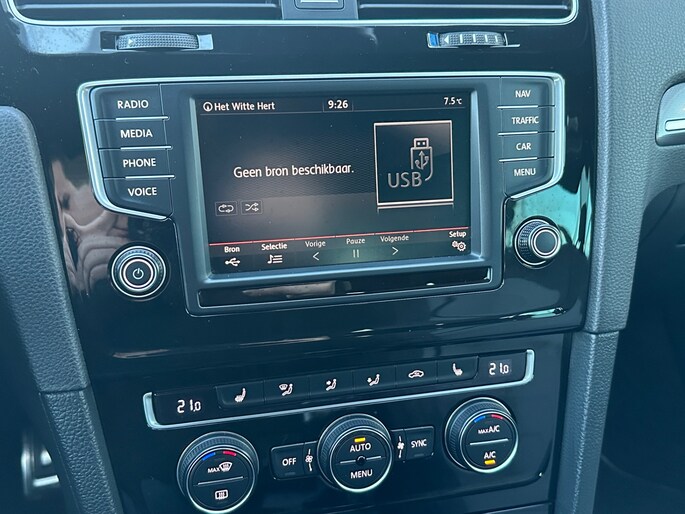 RADIO
MEDIA
PHONE
VOICE
Het Witte Hert 9:26 7.5°C
Geen bron beschikbaar.
USB
Bron Selectie Vorige Pauze Volgende Setup
NAV
TRAFFIC
CAR
MENU
21.0
21.0
MAX
OFF
AUTO
MENU
SYNC
MAX A/C
A/C